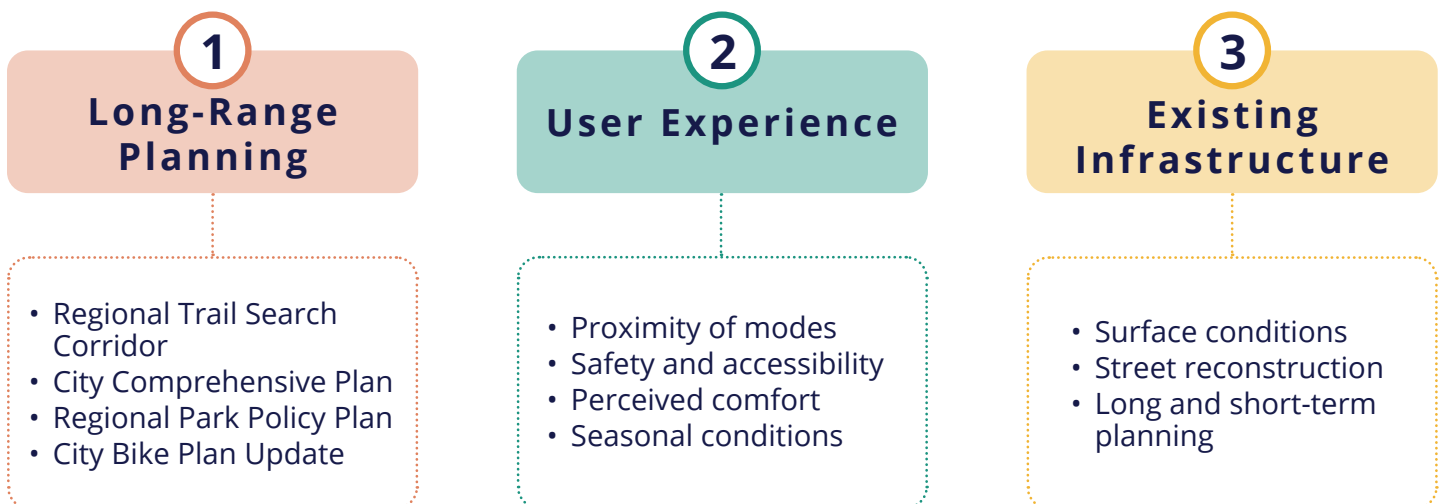 1
Long-Range
Planning
• Regional Trail Search
Corridor
• City Comprehensive Plan
• Regional Park Policy Plan
• City Bike Plan Update
2
User Experience
• Proximity of modes
• Safety and accessibility
• Perceived comfort
• Seasonal conditions
3
Existing
Infrastructure
• Surface conditions
• Street reconstruction
• Long and short-term
planning